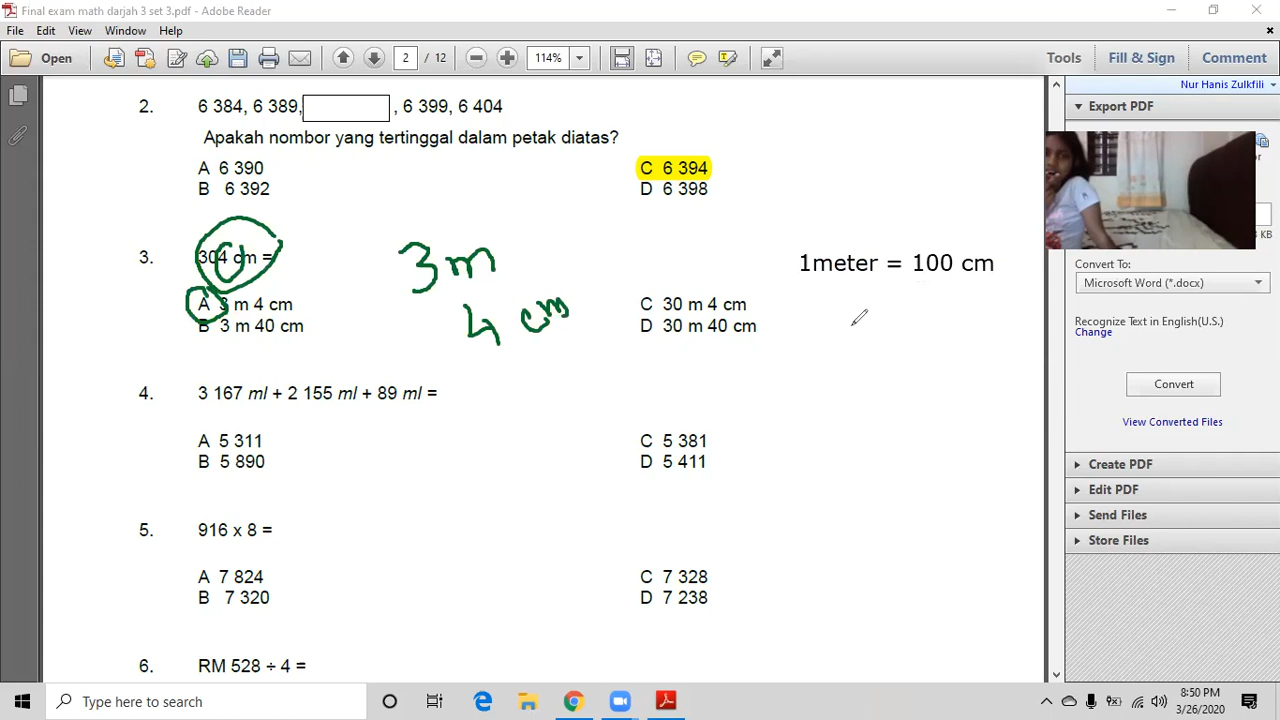 Final exam math darjah 3 set 3.pdf - Adobe Reader
File Edit View Window Help
Open 2 / 12 114% Tools Fill & Sign Comment
Nur Hanis Zulkfili
Export PDF
KB
Convert To:
Microsoft Word (*.docx)
Recognize Text in English(U.S.)
Change
Convert
View Converted Files
Create PDF
Edit PDF
Send Files
Store Files
2. 6 384, 6 389, , 6 399, 6 404
Apakah nombor yang tertinggal dalam petak diatas?
A 6 390 C 6 394
B 6 392 D 6 398
3. 304 cm = 3 m 1meter = 100 cm
A 3 m 4 cm 4 cm C 30 m 4 cm
B 3 m 40 cm D 30 m 40 cm
4. 3 167 ml + 2 155 ml + 89 ml =
A 5 311 C 5 381
B 5 890 D 5 411
5. 916 x 8 =
A 7 824 C 7 328
B 7 320 D 7 238
6. RM 528 ÷ 4 =
Type here to search
8:50 PM
3/26/2020